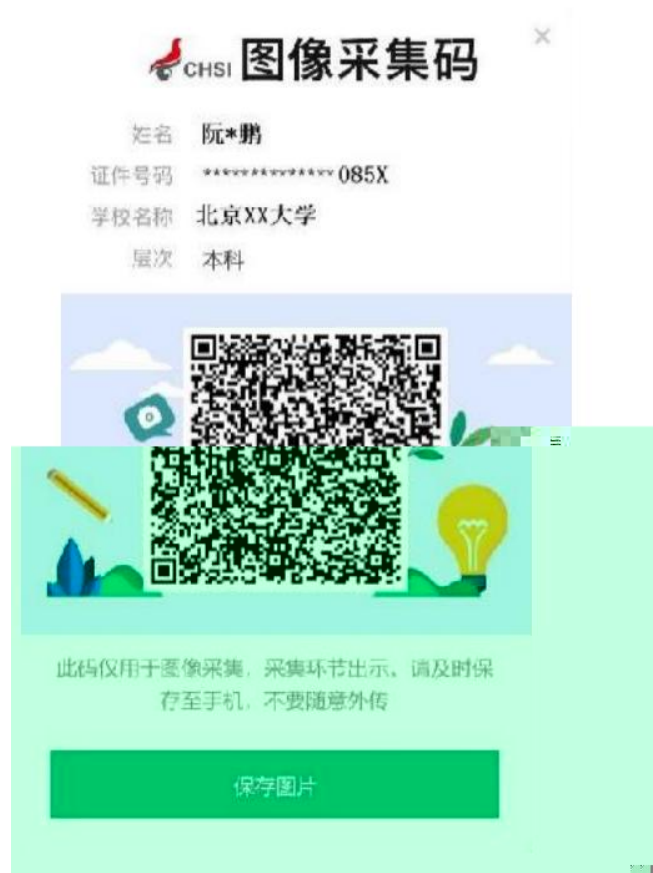 CHSI 图像采集码
姓名 阮*鹏
证件号码 **************085X
学校名称 北京XX大学
层次 本科
此码仅用于图像采集，采集环节出示，请及时保
存至手机，不要随意外传
保存图片